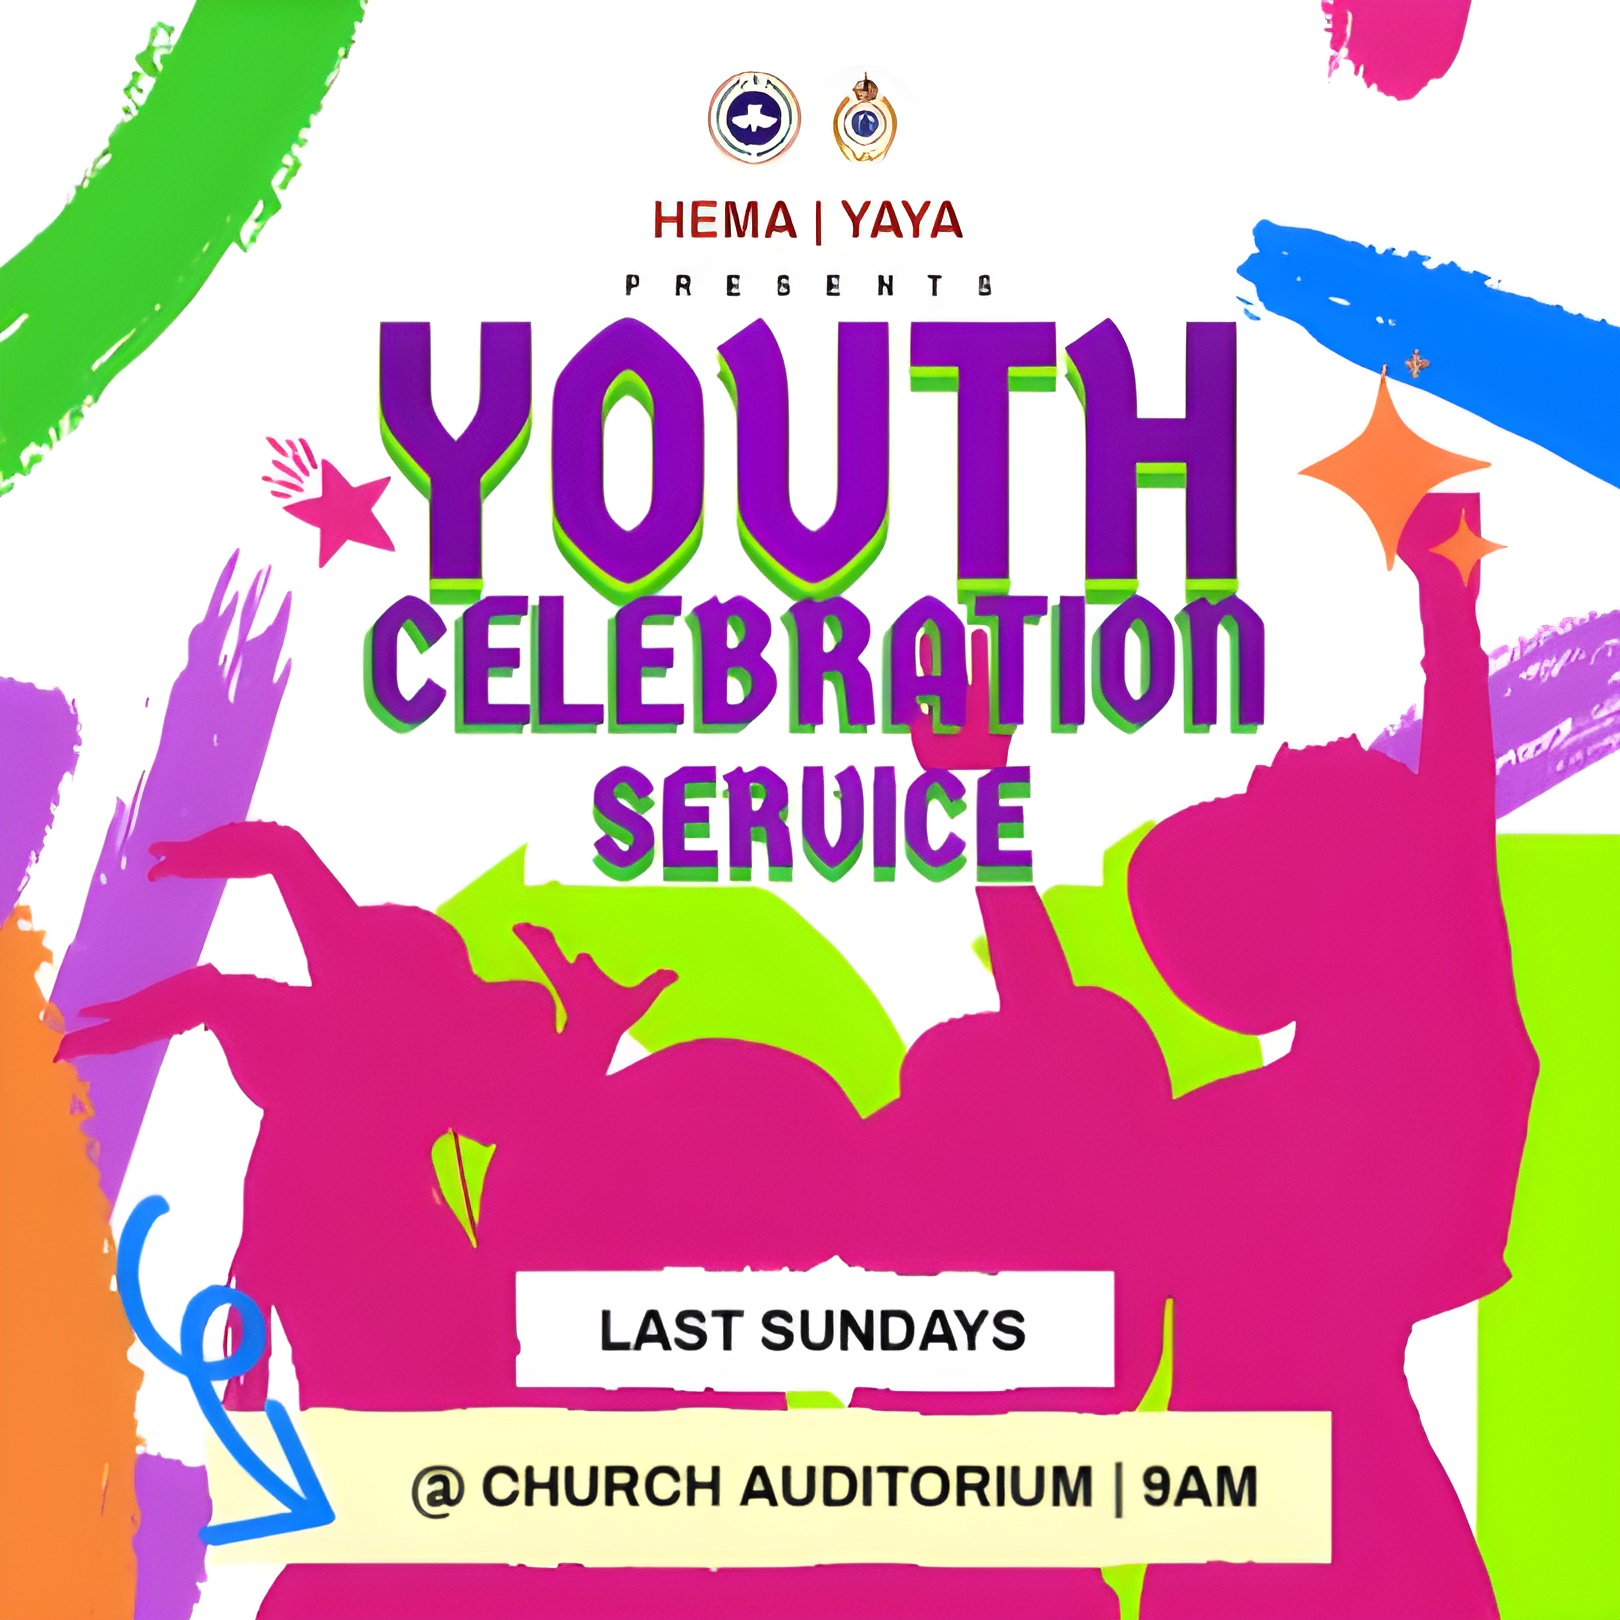 HEMA | YAYA
PRESENTS
YOUTH
CELEBRATION
SERVICE
LAST SUNDAYS
@ CHURCH AUDITORIUM | 9AM